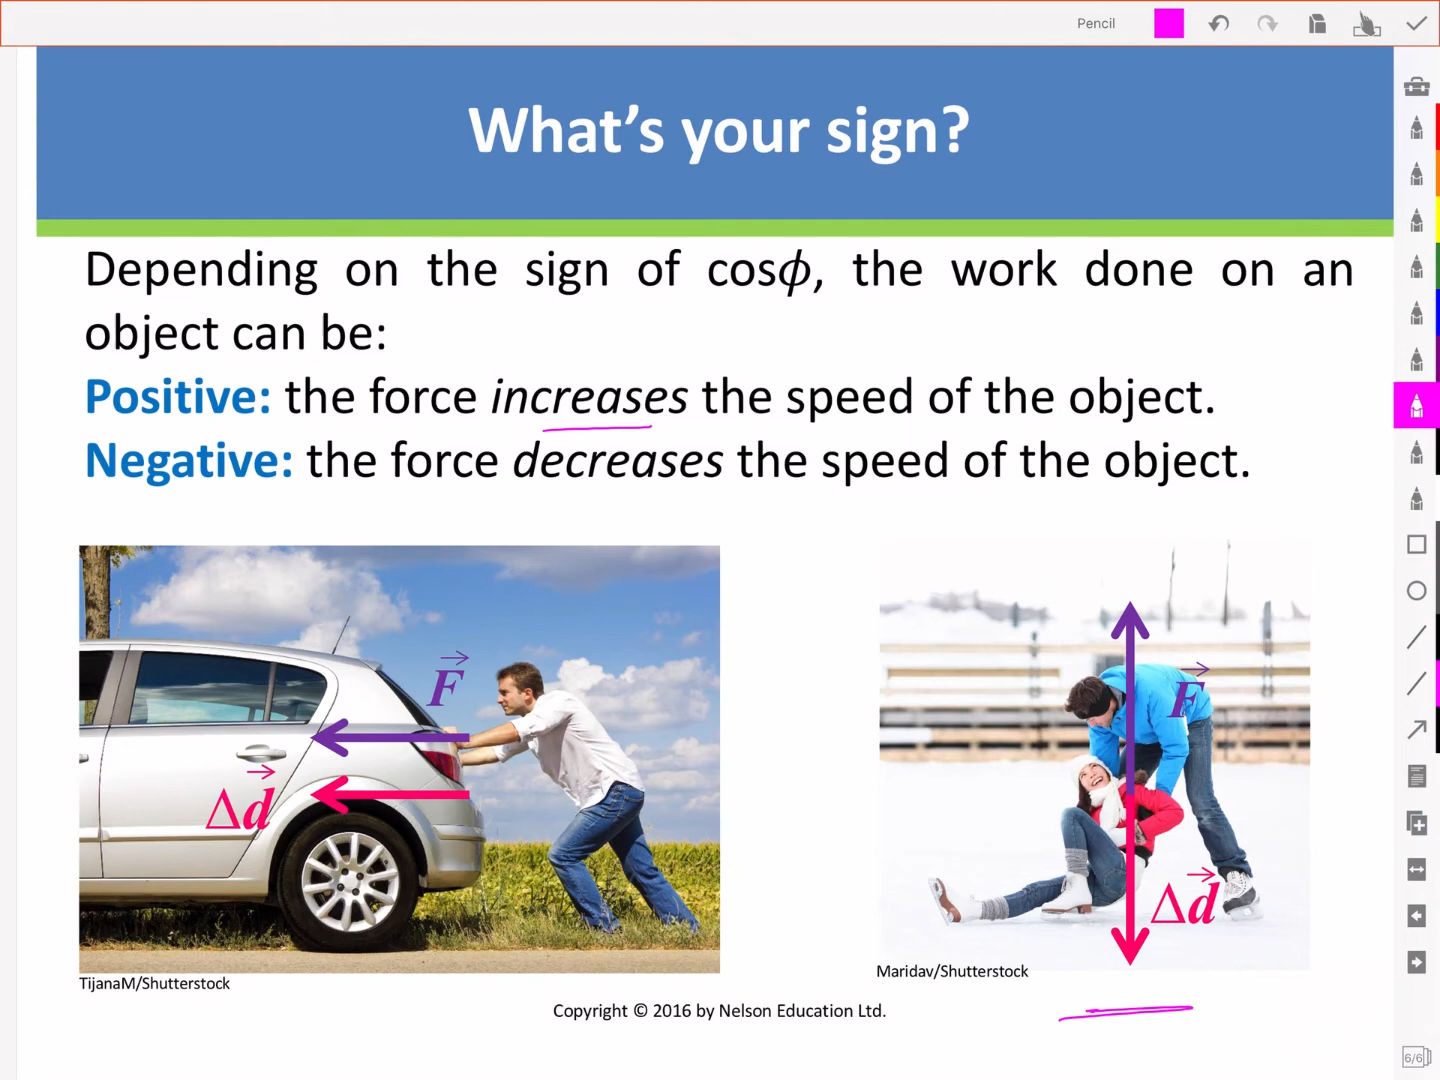 Pencil
What's your sign?
Depending on the sign of cosϕ, the work done on an
object can be:
Positive: the force increases the speed of the object.
Negative: the force decreases the speed of the object.
F
Δd
F
Δd
TijanaM/Shutterstock
Maridav/Shutterstock
Copyright © 2016 by Nelson Education Ltd.
6/6